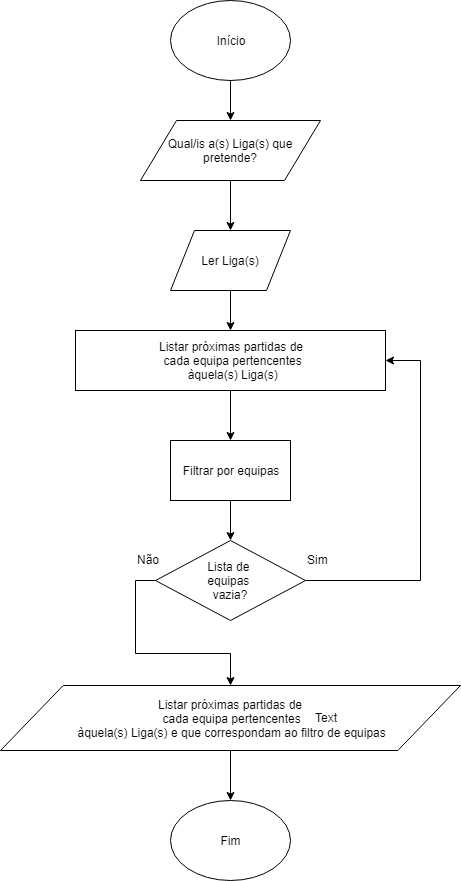 Início
Qual/is a(s) Liga(s) que
pretende?
Ler Liga(s)
Listar próximas partidas de
cada equipa pertencentes
àquela(s) Liga(s)
Filtrar por equipas
Não
Lista de
equipas
vazia?
Sim
Listar próximas partidas de
cada equipa pertencentes
Text
àquela(s) Liga(s) e que correspondam ao filtro de equipas
Fim